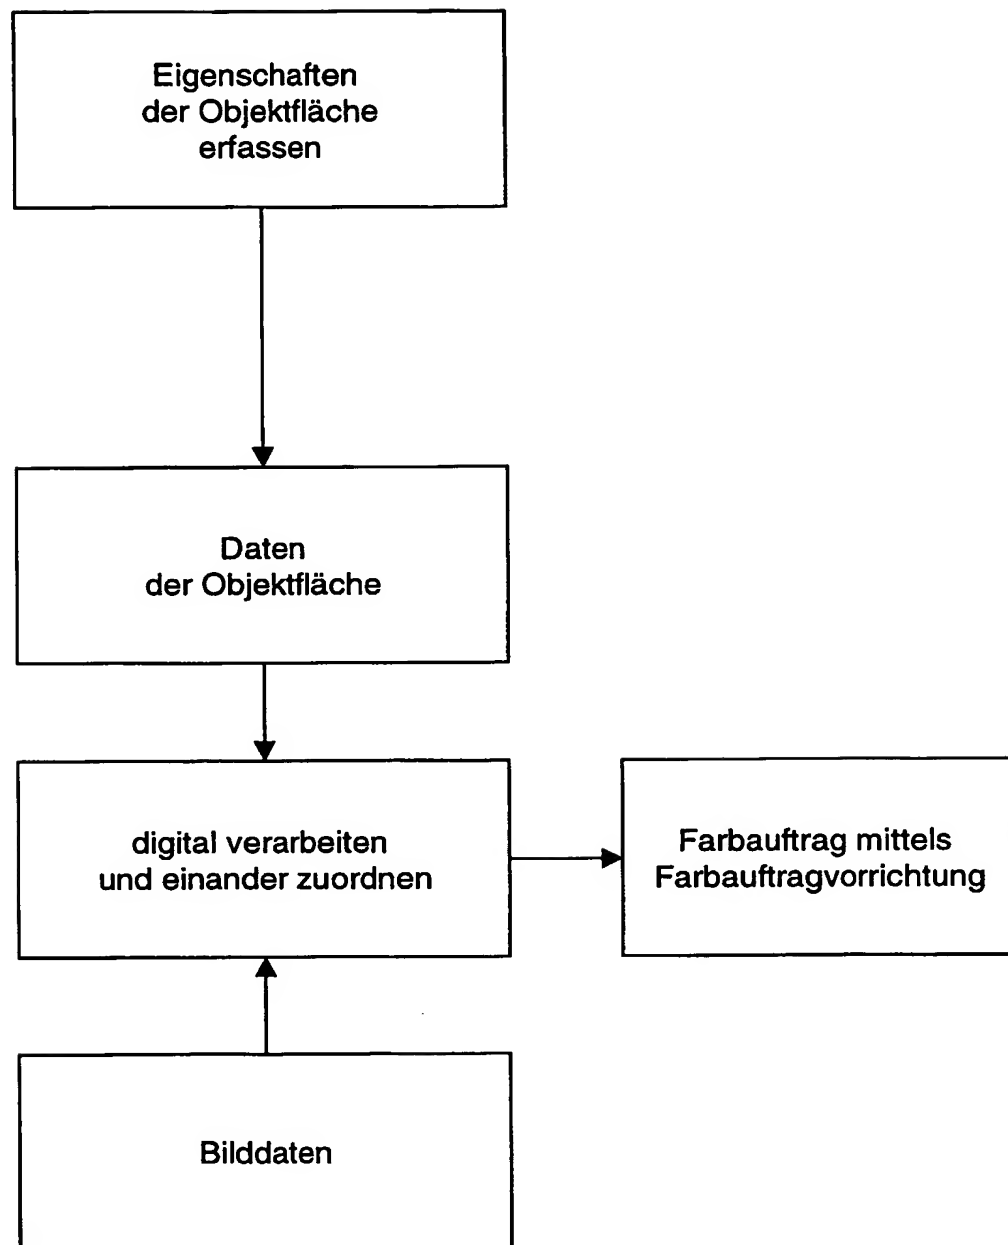 Eigenschaften
der Objektfläche
erfassen
Daten
der Objektfläche
digital verarbeiten
und einander zuordnen
Farbauftrag mittels
Farbauftragvorrichtung
Bilddaten